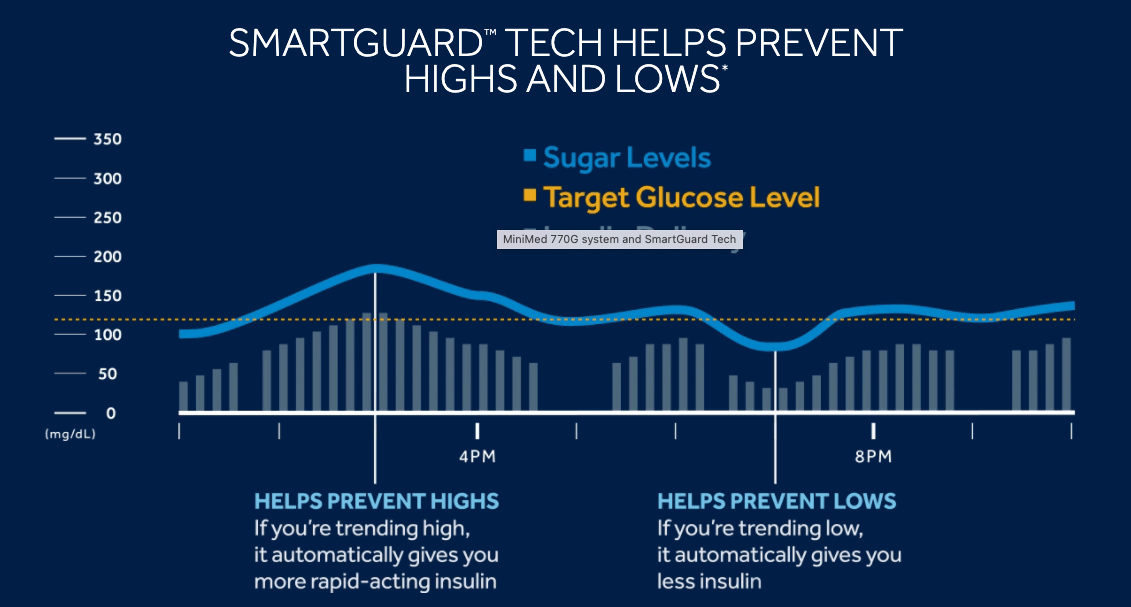 SMARTGUARD™ TECH HELPS PREVENT
HIGHS AND LOWS*
350
300
250
200
150
100
50
0
(mg/dL)
Sugar Levels
Target Glucose Level
MiniMed 770G system and SmartGuard Tech
4PM
8PM
HELPS PREVENT HIGHS
If you're trending high,
it automatically gives you
more rapid-acting insulin
HELPS PREVENT LOWS
If you're trending low,
it automatically gives you
less insulin